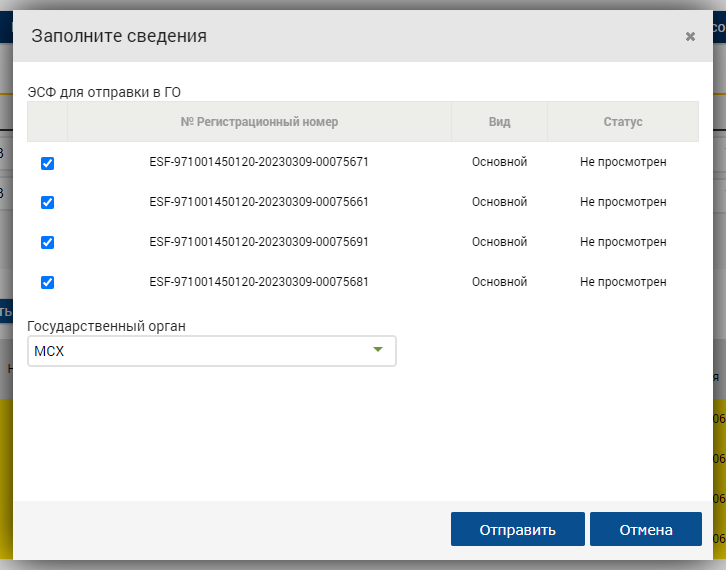 Заполните сведения
ЭСФ для отправки в ГО
№ Регистрационный номер Вид Статус
ESF-971001450120-20230309-00075671 Основной Не просмотрен
ESF-971001450120-20230309-00075661 Основной Не просмотрен
ESF-971001450120-20230309-00075691 Основной Не просмотрен
ESF-971001450120-20230309-00075681 Основной Не просмотрен
Государственный орган
МСХ
Отправить Отмена